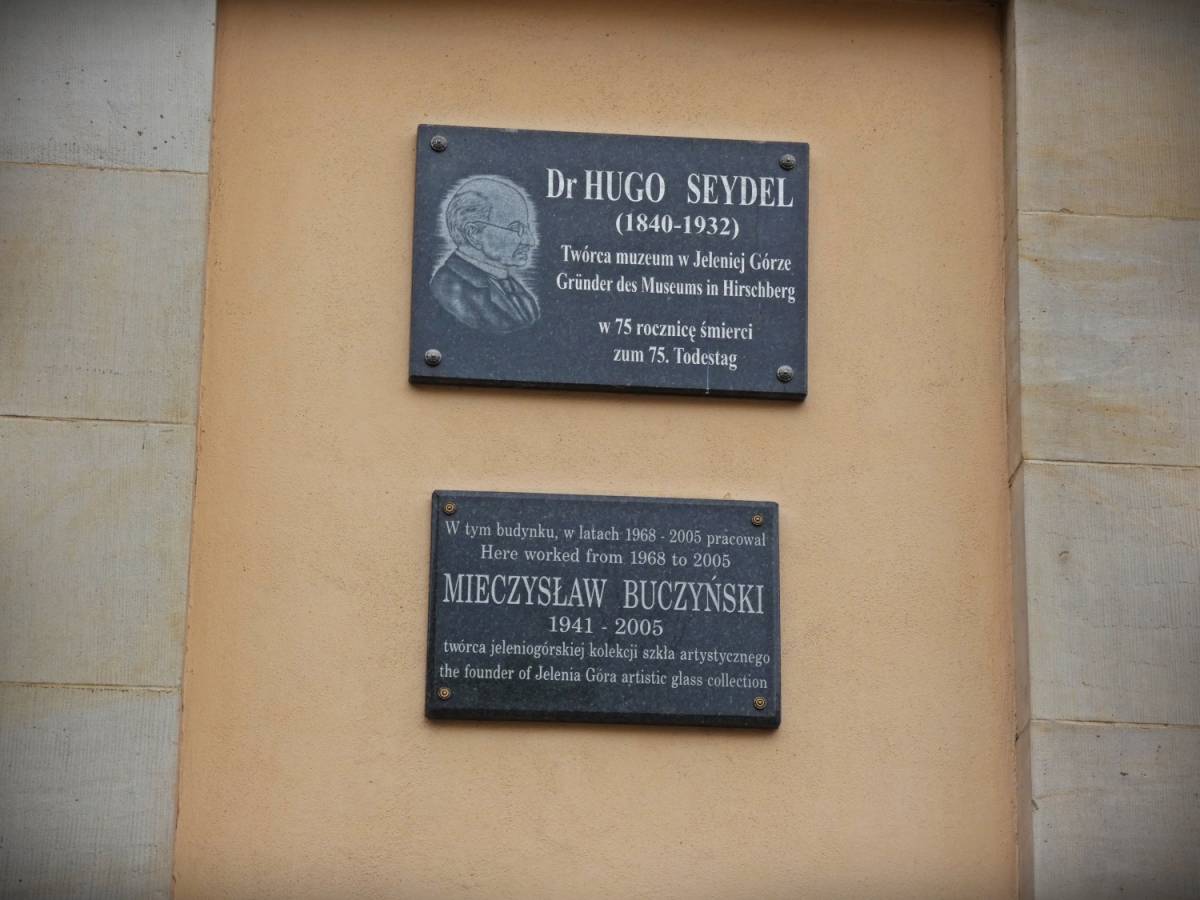 Dr HUGO SEYDEL
(1840-1932)
Twórca muzeum w Jeleniej Górze
Gründer des Museums in Hirschberg
w 75 rocznicę śmierci
zum 75. Todestag
W tym budynku, w latach 1968 - 2005 pracował
Here worked from 1968 to 2005
MIECZYSŁAW BUCZYŃSKI
1941 - 2005
twórca jeleniogórskiej kolekcji szkła artystycznego
the founder of Jelenia Góra artistic glass collection